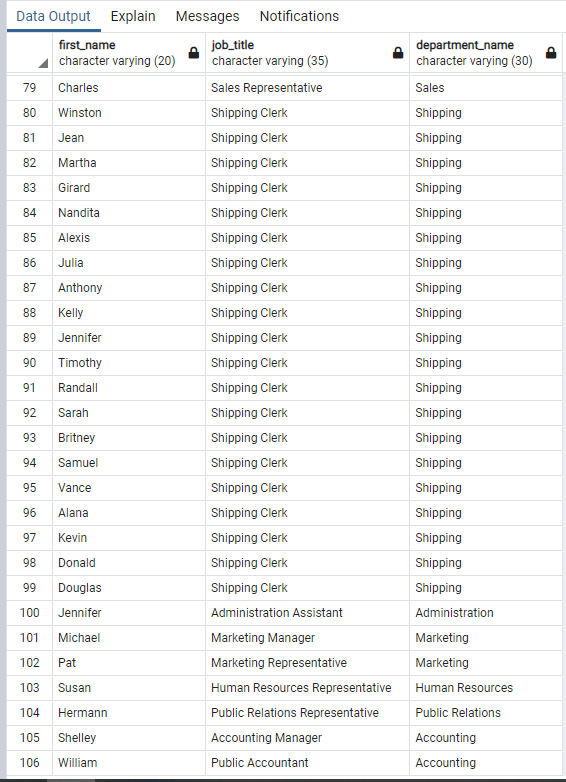 Data Output Explain Messages Notifications
first_name job_title department_name
character varying (20) character varying (35) character varying (30)
79 Charles Sales Representative Sales
80 Winston Shipping Clerk Shipping
81 Jean Shipping Clerk Shipping
82 Martha Shipping Clerk Shipping
83 Girard Shipping Clerk Shipping
84 Nandita Shipping Clerk Shipping
85 Alexis Shipping Clerk Shipping
86 Julia Shipping Clerk Shipping
87 Anthony Shipping Clerk Shipping
88 Kelly Shipping Clerk Shipping
89 Jennifer Shipping Clerk Shipping
90 Timothy Shipping Clerk Shipping
91 Randall Shipping Clerk Shipping
92 Sarah Shipping Clerk Shipping
93 Britney Shipping Clerk Shipping
94 Samuel Shipping Clerk Shipping
95 Vance Shipping Clerk Shipping
96 Alana Shipping Clerk Shipping
97 Kevin Shipping Clerk Shipping
98 Donald Shipping Clerk Shipping
99 Douglas Shipping Clerk Shipping
100 Jennifer Administration Assistant Administration
101 Michael Marketing Manager Marketing
102 Pat Marketing Representative Marketing
103 Susan Human Resources Representative Human Resources
104 Hermann Public Relations Representative Public Relations
105 Shelley Accounting Manager Accounting
106 William Public Accountant Accounting